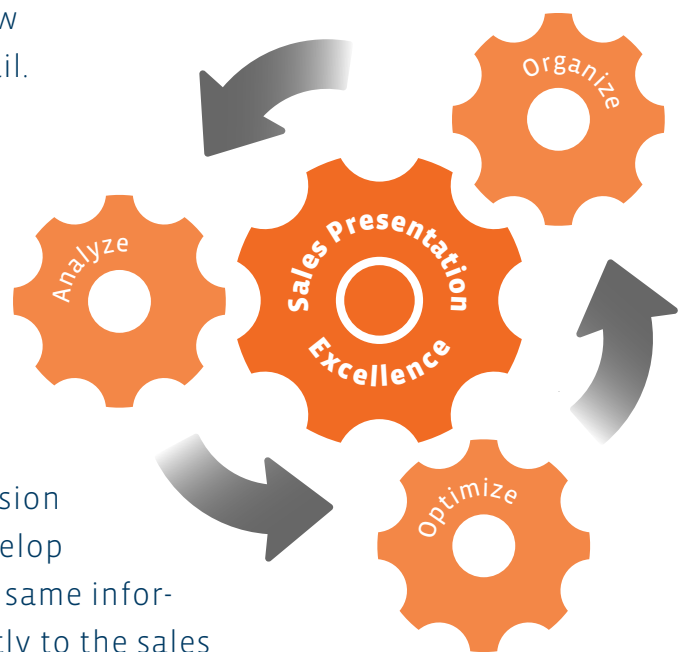 w
il.
Organize
Analyze
Sales Presentation
Excellence
Optimize
sion
elop
same infor-
tly to the sales